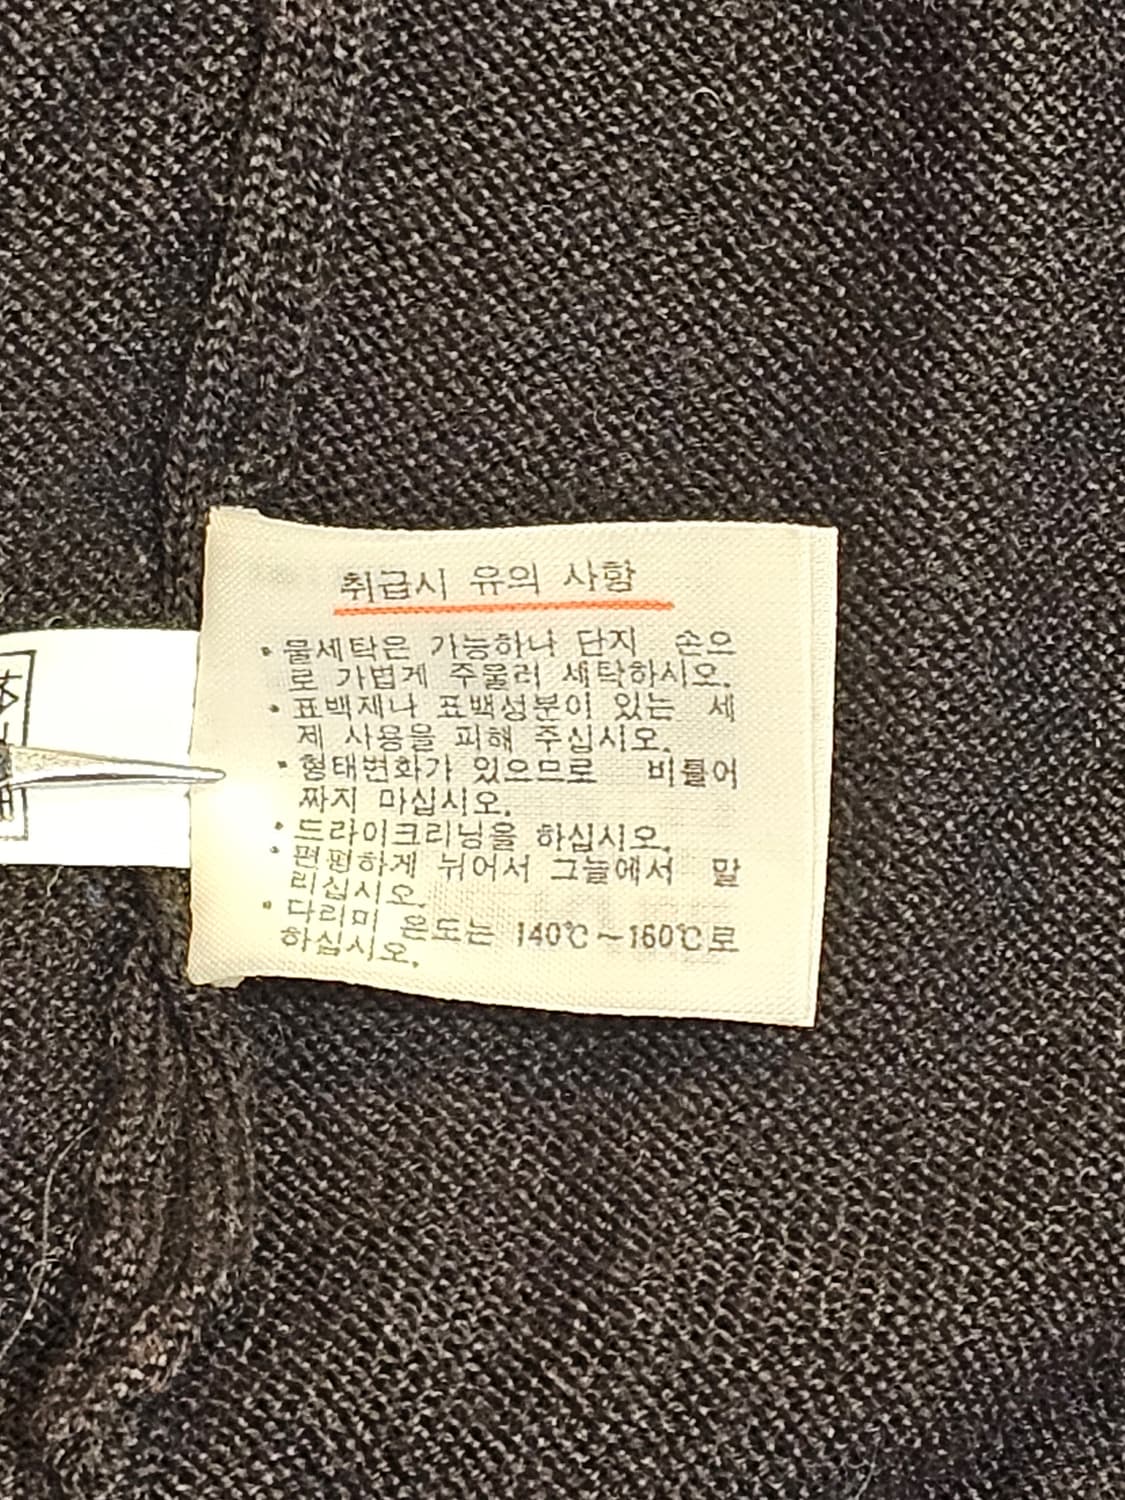 취급시 유의 사항
• 물세탁은 가능하나 단지 손으
로 가볍게 주물러 세탁하시오.
• 표백제나 표백성분이 있는 세
제 사용을 피해 주십시오.
• 형태변화가 있으므로 비틀어
짜지 마십시오.
• 드라이크리닝을 하십시오.
• 편평하게 뉘어서 그늘에서 말
리십시오.
• 다리미 온도는 140℃~160℃로
하십시오.